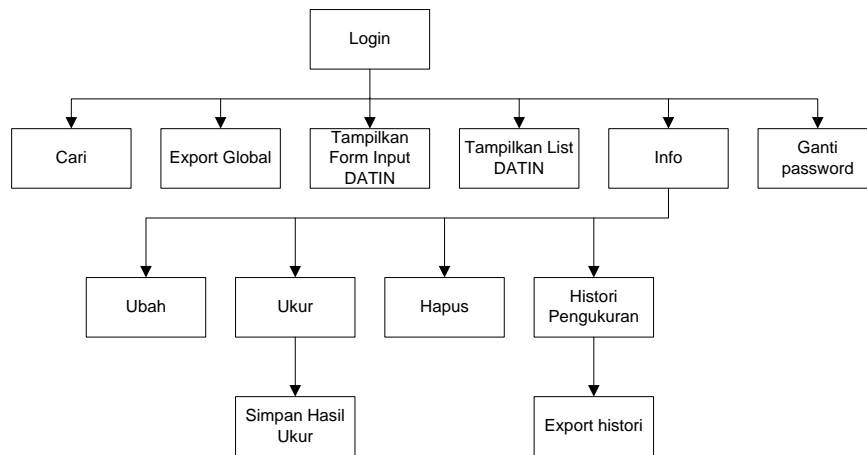 Login
Cari
Export Global
Tampilkan
Form Input
DATIN
Tampilkan List
DATIN
Info
Ganti
password
Ubah
Ukur
Hapus
Histori
Pengukuran
Simpan Hasil
Ukur
Export histori